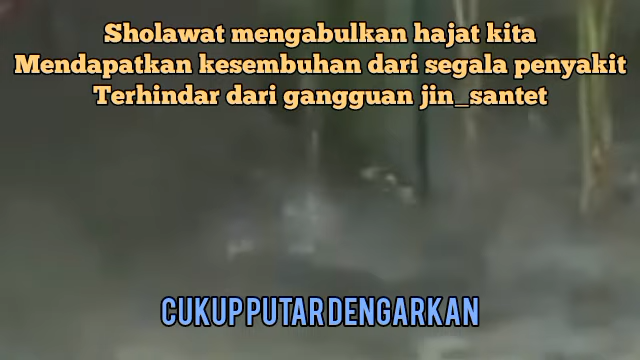 Sholawat mengabulkan hajat kita
Mendapatkan kesembuhan dari segala penyakit
Terhindar dari gangguan jin_santet
CUKUP PUTAR DENGARKAN